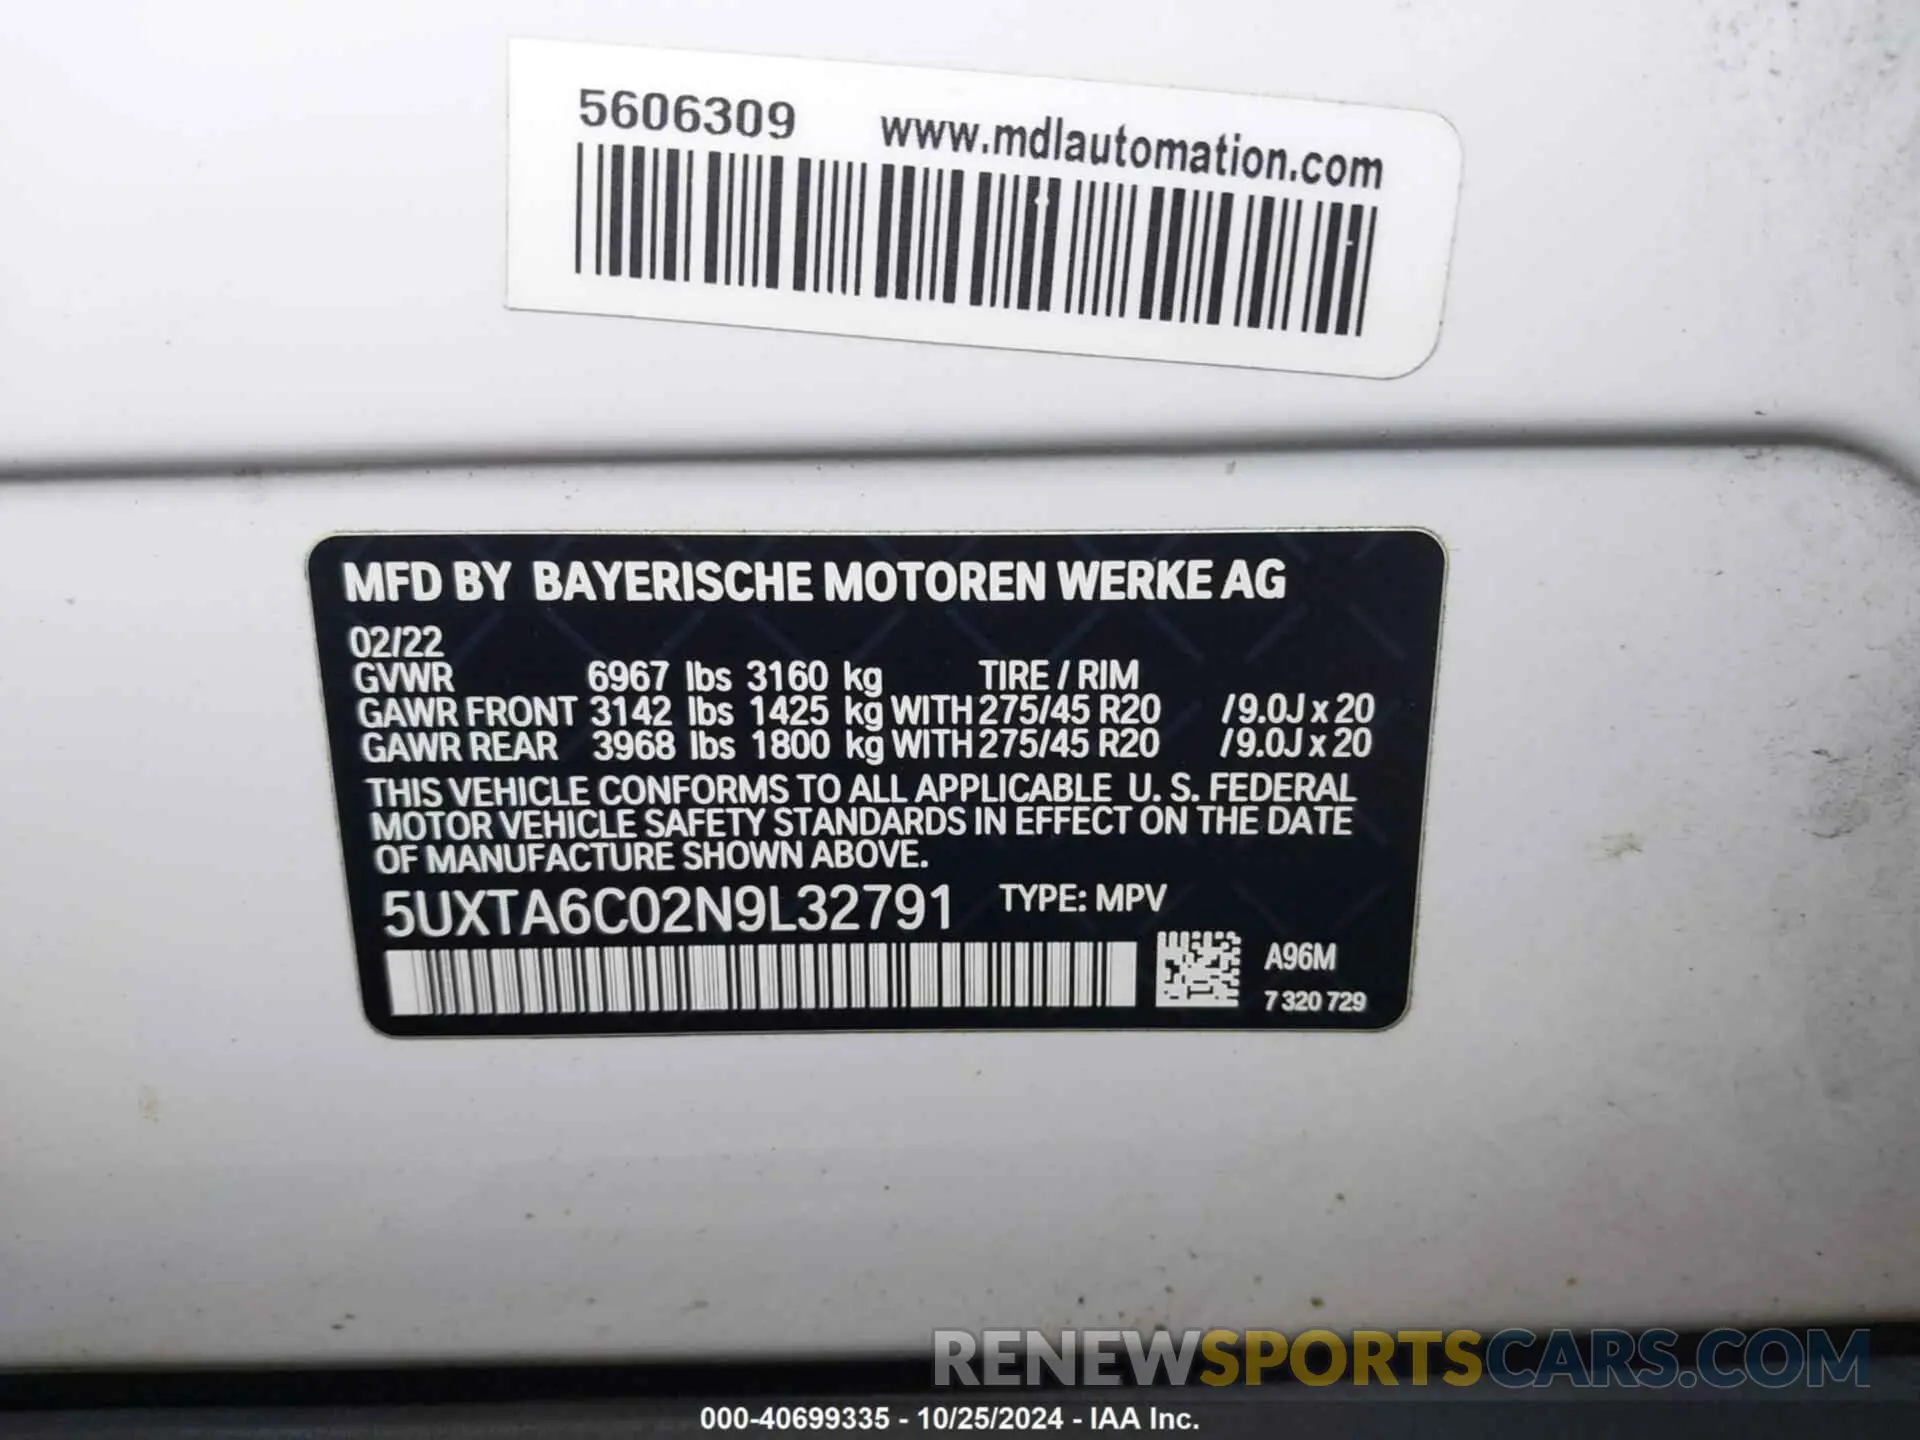 5606309 www.mdlautomation.com
MFD BY BAYERISCHE MOTOREN WERKE AG
02/22
GVWR 6967 lbs 3160 kg TIRE / RIM
GAWR FRONT 3142 lbs 1425 kg WITH 275/45 R20 /9.0J x 20
GAWR REAR 3968 lbs 1800 kg WITH 275/45 R20 /9.0J x 20
THIS VEHICLE CONFORMS TO ALL APPLICABLE U. S. FEDERAL
MOTOR VEHICLE SAFETY STANDARDS IN EFFECT ON THE DATE
OF MANUFACTURE SHOWN ABOVE.
5UXTA6C02N9L32791 TYPE: MPV
A96M
7 320 729
RENEWSPORTSCARS.COM
000-40699335 - 10/25/2024 - IAA Inc.